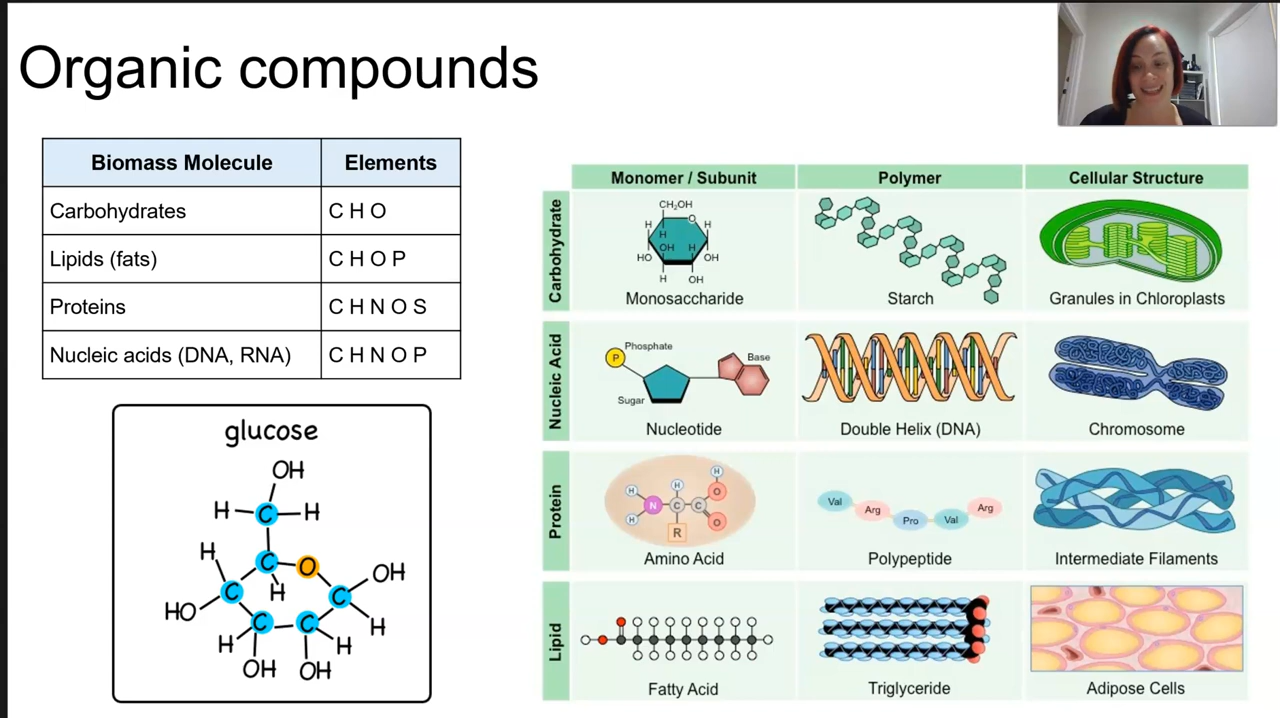 Organic compounds
Biomass Molecule Elements
Carbohydrates C H O
Lipids (fats) C H O P
Proteins C H N O S
Nucleic acids (DNA, RNA) C H N O P
glucose
OH
H C H
H C O OH
C H C
HO C C H
H H
OH OH
Monomer / Subunit Polymer Cellular Structure
Carbohydrate
CH₂OH
O
H H
H
OH H
HO OH
H OH
Monosaccharide Starch Granules in Chloroplasts
Nucleic Acid
Phosphate
P Base
Sugar
Nucleotide Double Helix (DNA) Chromosome
Protein
H
H H O
N C C
H O
R
Val Arg Pro Val Arg
Amino Acid Polypeptide Intermediate Filaments
Lipid
Fatty Acid Triglyceride Adipose Cells